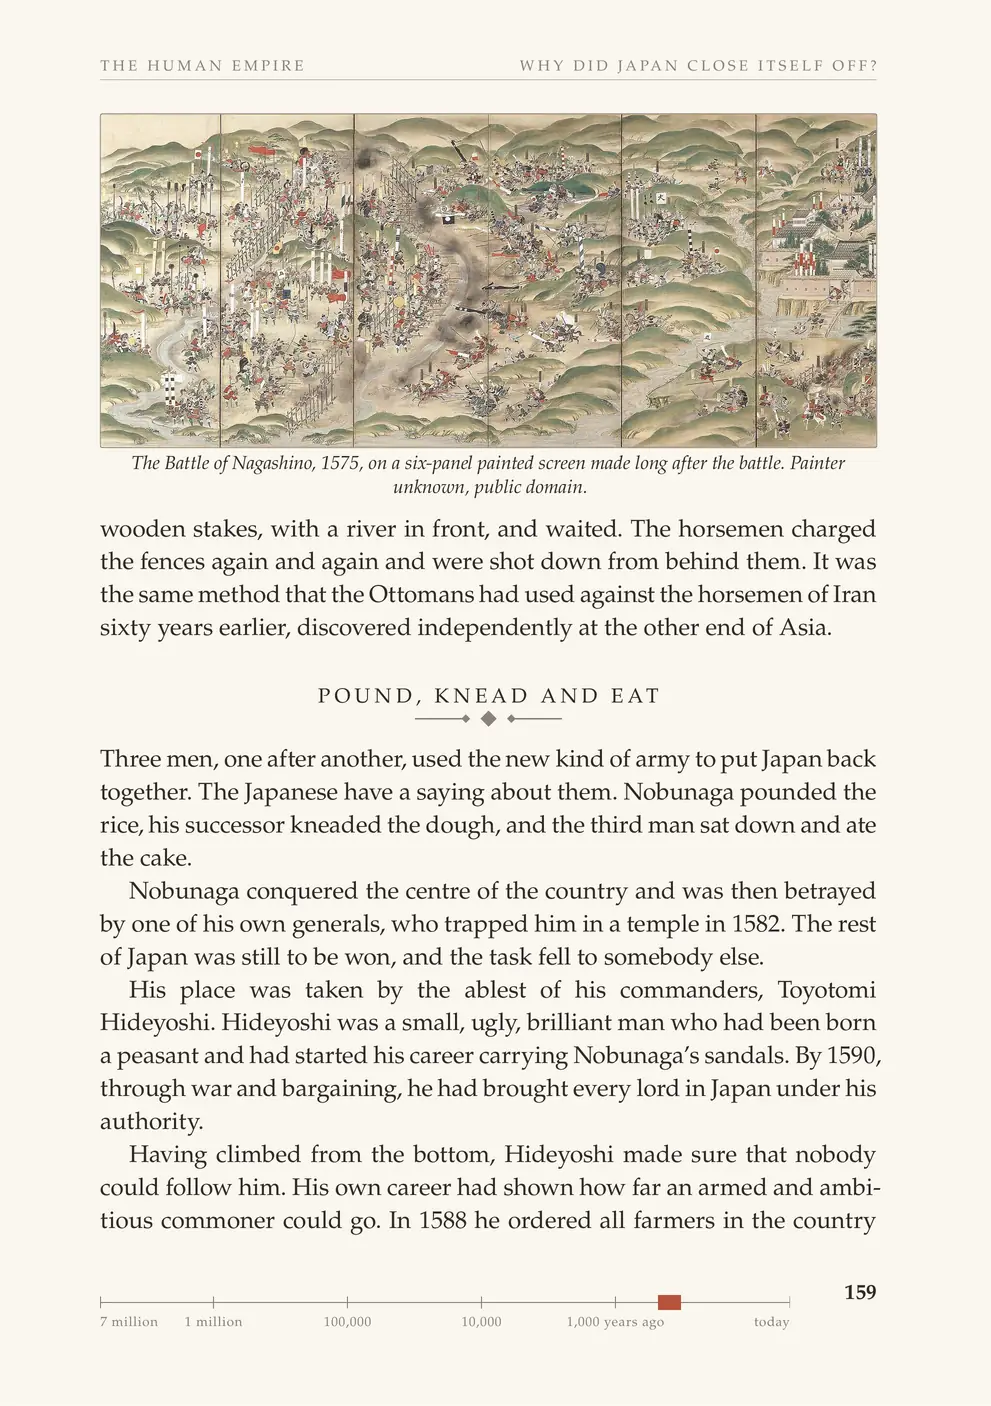 THE HUMAN EMPIRE
WHY DID JAPAN CLOSE ITSELF OFF?
The Battle of Nagashino, 1575, on a six-panel painted screen made long after the battle. Painter
unknown, public domain.
wooden stakes, with a river in front, and waited. The horsemen charged
the fences again and again and were shot down from behind them. It was
the same method that the Ottomans had used against the horsemen of Iran
sixty years earlier, discovered independently at the other end of Asia.
POUND, KNEAD AND EAT
Three men, one after another, used the new kind of army to put Japan back
together. The Japanese have a saying about them. Nobunaga pounded the
rice, his successor kneaded the dough, and the third man sat down and ate
the cake.
Nobunaga conquered the centre of the country and was then betrayed
by one of his own generals, who trapped him in a temple in 1582. The rest
of Japan was still to be won, and the task fell to somebody else.
His place was taken by the ablest of his commanders, Toyotomi
Hideyoshi. Hideyoshi was a small, ugly, brilliant man who had been born
a peasant and had started his career carrying Nobunaga’s sandals. By 1590,
through war and bargaining, he had brought every lord in Japan under his
authority.
Having climbed from the bottom, Hideyoshi made sure that nobody
could follow him. His own career had shown how far an armed and ambi-
tious commoner could go. In 1588 he ordered all farmers in the country
159
7 million 1 million 100,000 10,000 1,000 years ago today